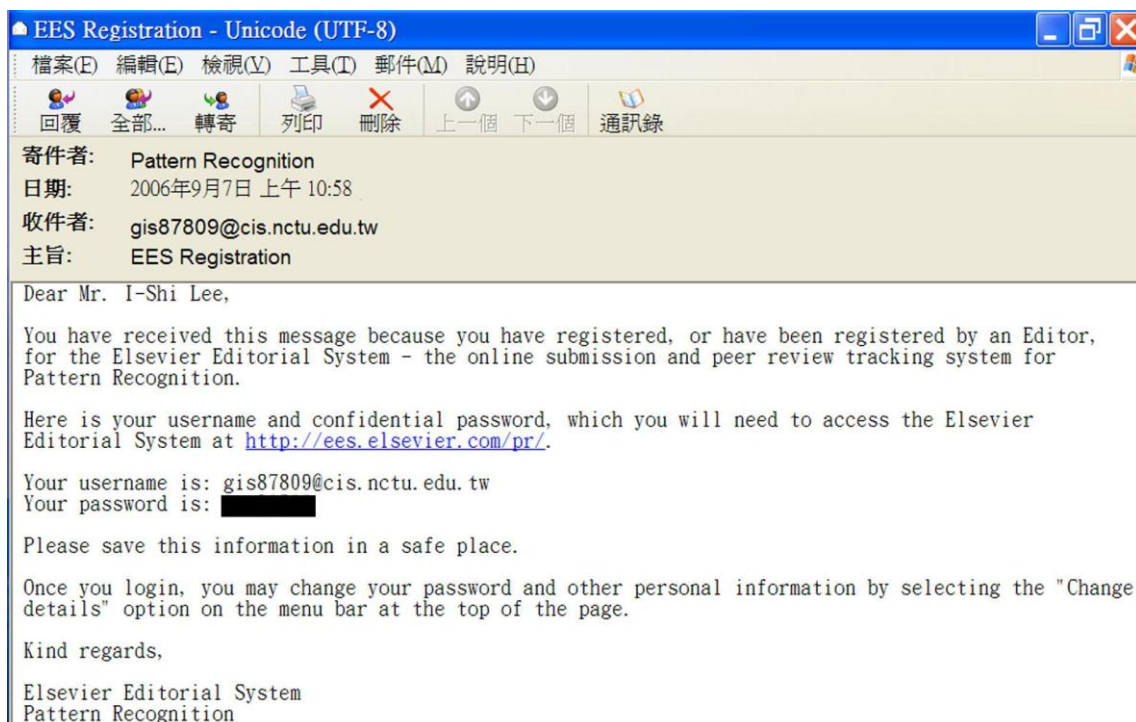 EES Registration - Unicode (UTF-8)
檔案(F) 編輯(E) 檢視(V) 工具(T) 郵件(M) 說明(H)
回覆 全部... 轉寄 列印 刪除 上一個 下一個 通訊錄
寄件者: Pattern Recognition
日期: 2006年9月7日 上午 10:58
收件者: gis87809@cis.nctu.edu.tw
主旨: EES Registration
Dear Mr. I-Shi Lee,
You have received this message because you have registered, or have been registered by an Editor,
for the Elsevier Editorial System - the online submission and peer review tracking system for
Pattern Recognition.
Here is your username and confidential password, which you will need to access the Elsevier
Editorial System at http://ees.elsevier.com/pr/.
Your username is: gis87809@cis.nctu.edu.tw
Your password is:
Please save this information in a safe place.
Once you login, you may change your password and other personal information by selecting the "Change
details" option on the menu bar at the top of the page.
Kind regards,
Elsevier Editorial System
Pattern Recognition